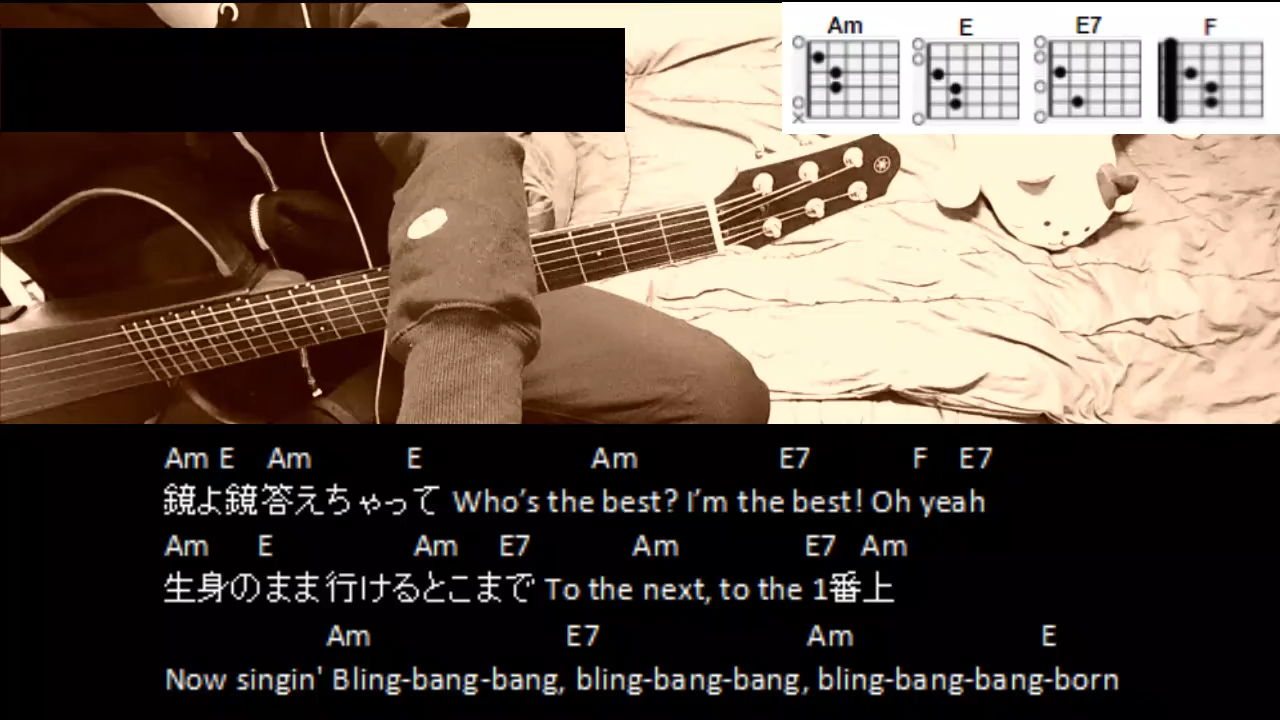 Am E E7 F
Am E Am E Am E7 F E7
鏡よ鏡答えちゃって Who's the best? I'm the best! Oh yeah
Am E Am E7 Am E7 Am
生身のまま行けるとこまで To the next, to the 1番上
Am E7 Am E
Now singin' Bling-bang-bang, bling-bang-bang, bling-bang-bang-born